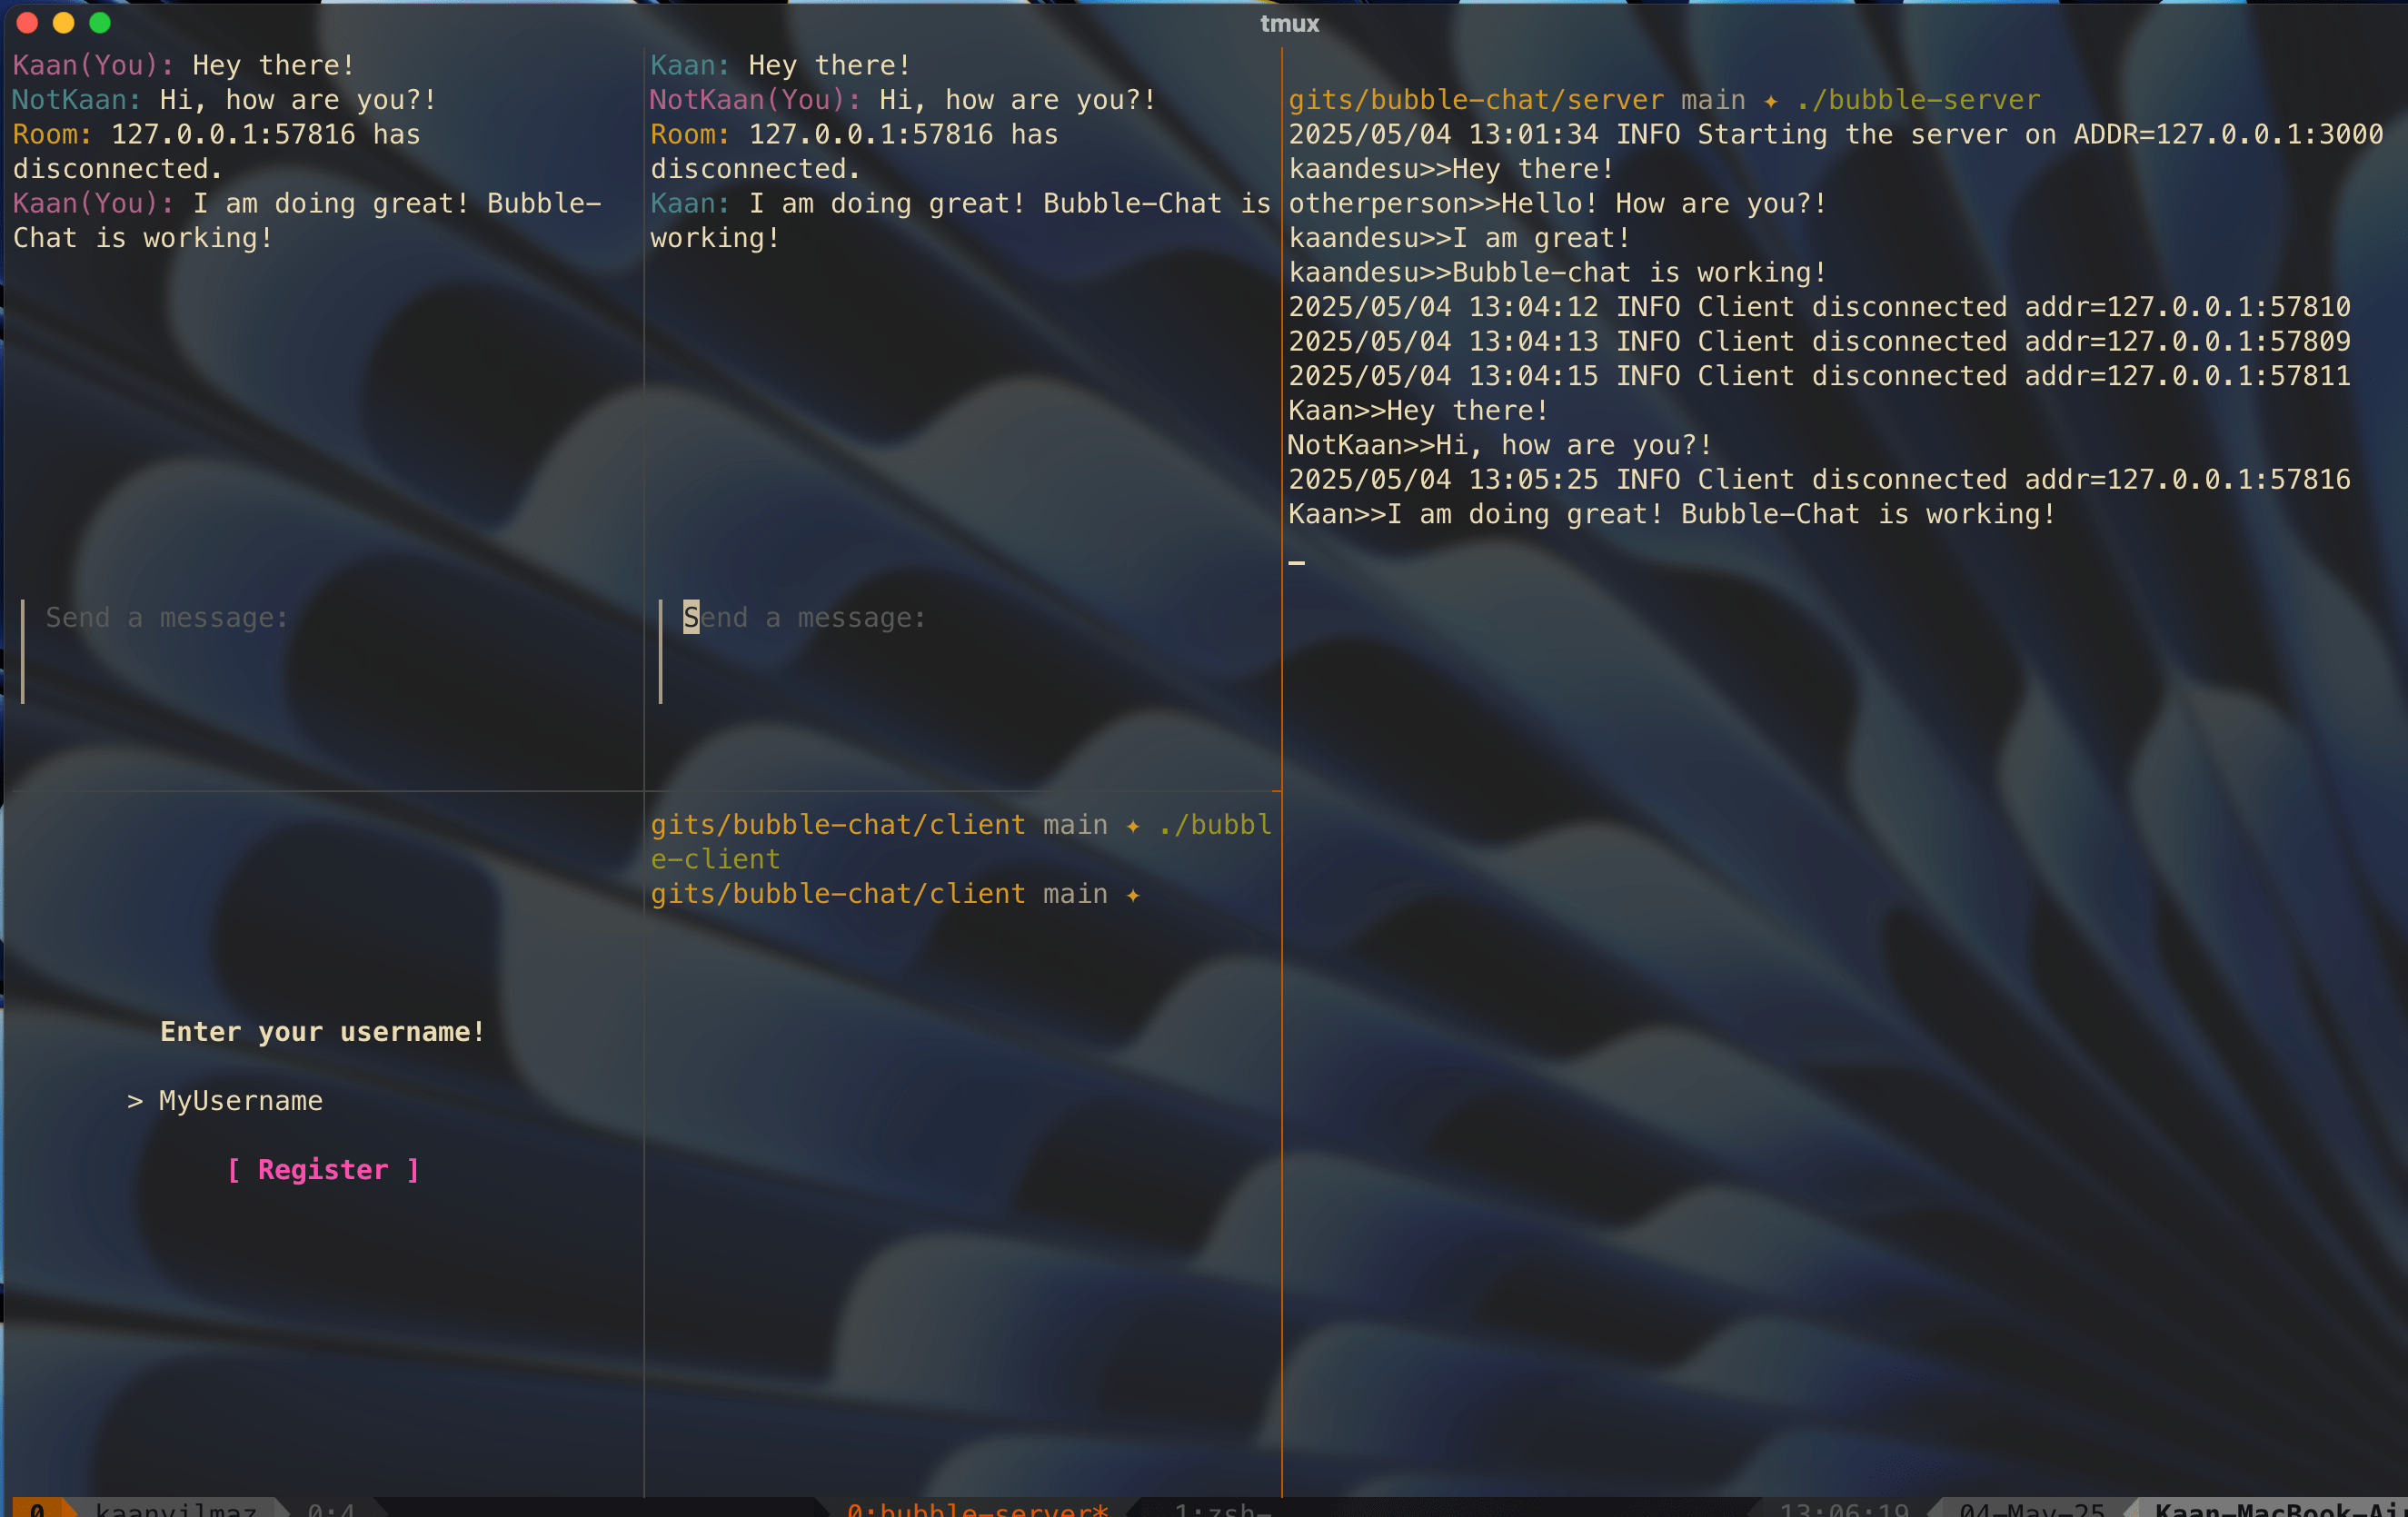 tmux
Kaan(You): Hey there!
NotKaan: Hi, how are you?!
Room: 127.0.0.1:57816 has
disconnected.
Kaan(You): I am doing great! Bubble-
Chat is working!
Send a message:
Kaan: Hey there!
NotKaan(You): Hi, how are you?!
Room: 127.0.0.1:57816 has
disconnected.
Kaan: I am doing great! Bubble-Chat is
working!
Send a message:
Enter your username!
> MyUsername
[ Register ]
gits/bubble-chat/client main ✦ ./bubbl
e-client
gits/bubble-chat/client main ✦
gits/bubble-chat/server main ✦ ./bubble-server
2025/05/04 13:01:34 INFO Starting the server on ADDR=127.0.0.1:3000
kaandesu>>Hey there!
otherperson>>Hello! How are you?!
kaandesu>>I am great!
kaandesu>>Bubble-chat is working!
2025/05/04 13:04:12 INFO Client disconnected addr=127.0.0.1:57810
2025/05/04 13:04:13 INFO Client disconnected addr=127.0.0.1:57809
2025/05/04 13:04:15 INFO Client disconnected addr=127.0.0.1:57811
Kaan>>Hey there!
NotKaan>>Hi, how are you?!
2025/05/04 13:05:25 INFO Client disconnected addr=127.0.0.1:57816
Kaan>>I am doing great! Bubble-Chat is working!
0 kaanyilmaz 0:4 0:bubble-server* 1:zsh- 13:06:19 04-May-25 Kaan-MacBook-Ai